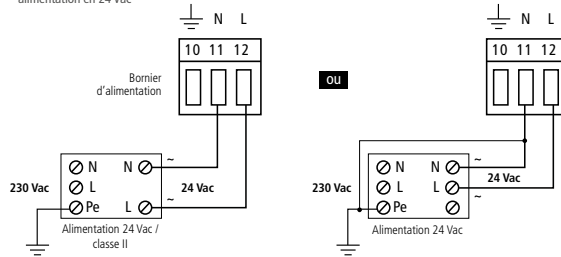 alimentation en 24 Vac
N L
10 11 12
Bornier
d'alimentation
N N ~
230 Vac L 24 Vac
Pe L ~
Alimentation 24 Vac /
classe II
ou
N L
10 11 12
N N ~
230 Vac L L 24 Vac
Pe ~
Alimentation 24 Vac